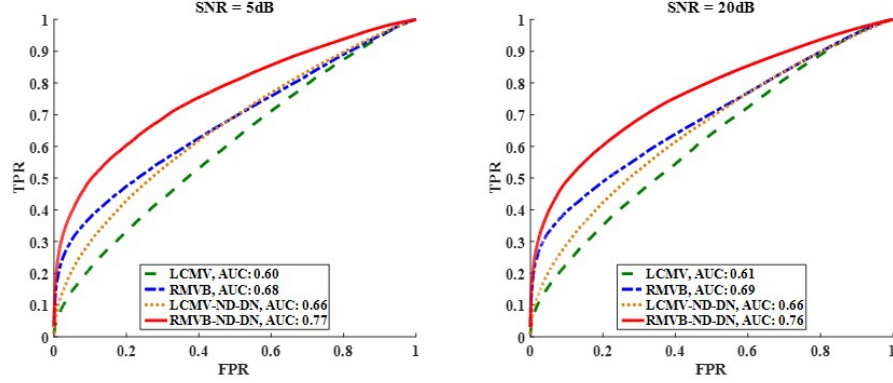 SNR = 5dB
1
0.9
0.8
0.7
0.6
0.5
0.4
0.3
0.2
0.1
0
TPR
0
0.2
0.4
0.6
0.8
1
FPR
LCMV, AUC: 0.60
RMVB, AUC: 0.68
LCMV-ND-DN, AUC: 0.66
RMVB-ND-DN, AUC: 0.77
SNR = 20dB
1
0.9
0.8
0.7
0.6
0.5
0.4
0.3
0.2
0.1
0
TPR
0
0.2
0.4
0.6
0.8
1
FPR
LCMV, AUC: 0.61
RMVB, AUC: 0.69
LCMV-ND-DN, AUC: 0.66
RMVB-ND-DN, AUC: 0.76